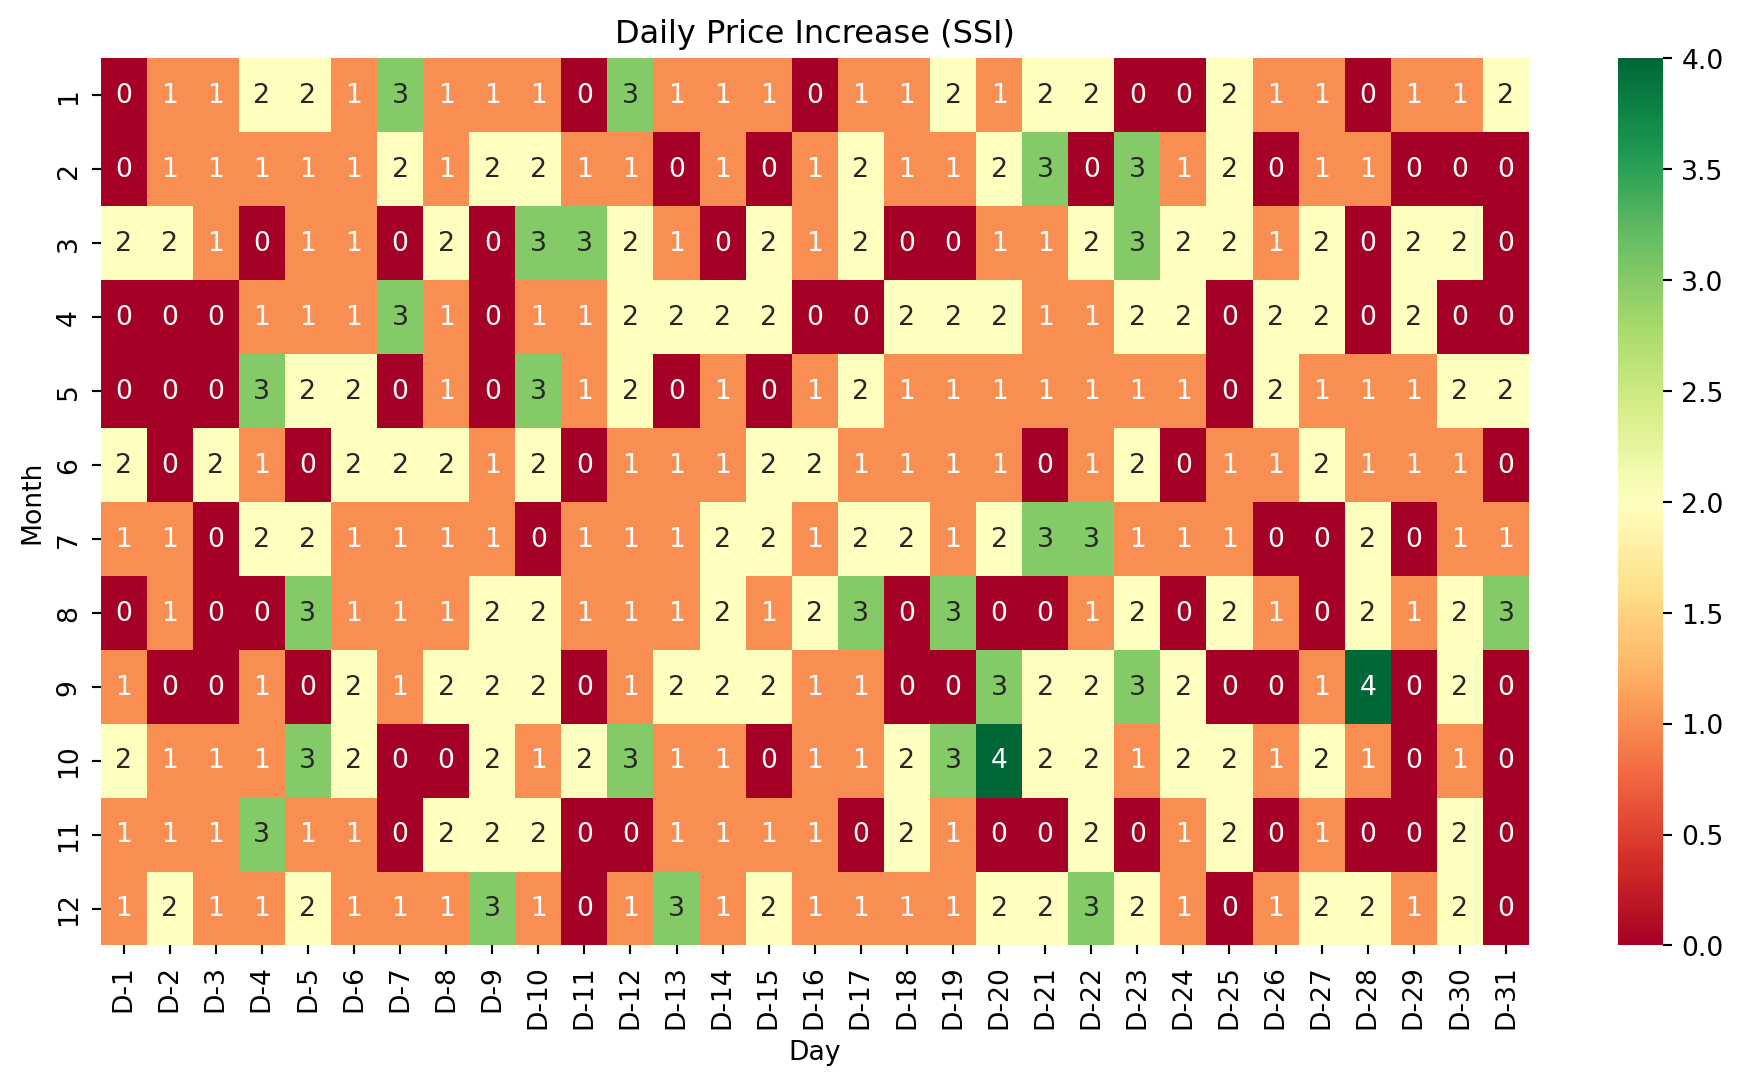 Daily Price Increase (SSI)
1 0 1 1 2 2 1 3 1 1 1 0 3 1 1 1 0 1 1 2 1 2 2 0 0 2 1 1 0 1 1 2
2 0 1 1 1 1 1 2 1 2 2 1 1 0 1 0 1 2 1 1 2 3 0 3 1 2 0 1 1 0 0 0
3 2 2 1 0 1 1 0 2 0 3 3 2 1 0 2 1 2 0 0 1 1 2 3 2 2 1 2 0 2 2 0
4 0 0 0 1 1 1 3 1 0 1 1 2 2 2 2 0 0 2 2 2 1 1 2 2 0 2 2 0 2 0 0
5 0 0 0 3 2 2 0 1 0 3 1 2 0 1 0 1 2 1 1 1 1 1 1 1 0 2 1 1 1 2 2
6 2 0 2 1 0 2 2 2 1 2 0 1 1 1 2 2 1 1 1 1 0 1 2 0 1 1 2 1 1 1 0
7 1 1 0 2 2 1 1 1 1 0 1 1 1 2 2 1 2 2 1 2 3 3 1 1 1 0 0 2 0 1 1
8 0 1 0 0 3 1 1 1 2 2 1 1 1 2 1 2 3 0 3 0 0 1 2 0 2 1 0 2 1 2 3
9 1 0 0 1 0 2 1 2 2 2 0 1 2 2 2 1 1 0 0 3 2 2 3 2 0 0 1 4 0 2 0
10 2 1 1 1 3 2 0 0 2 1 2 3 1 1 0 1 1 2 3 4 2 2 1 2 2 1 2 1 0 1 0
11 1 1 1 3 1 1 0 2 2 2 0 0 1 1 1 1 0 2 1 0 0 2 0 1 2 0 1 0 0 2 0
12 1 2 1 1 2 1 1 1 3 1 0 1 3 1 2 1 1 1 1 2 2 3 2 1 0 1 2 2 1 2 0
Month
D-1 D-2 D-3 D-4 D-5 D-6 D-7 D-8 D-9 D-10 D-11 D-12 D-13 D-14 D-15 D-16 D-17 D-18 D-19 D-20 D-21 D-22 D-23 D-24 D-25 D-26 D-27 D-28 D-29 D-30 D-31
Day
4.0
3.5
3.0
2.5
2.0
1.5
1.0
0.5
0.0